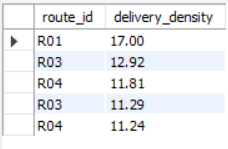 route_id delivery_density
R01 17.00
R03 12.92
R04 11.81
R03 11.29
R04 11.24